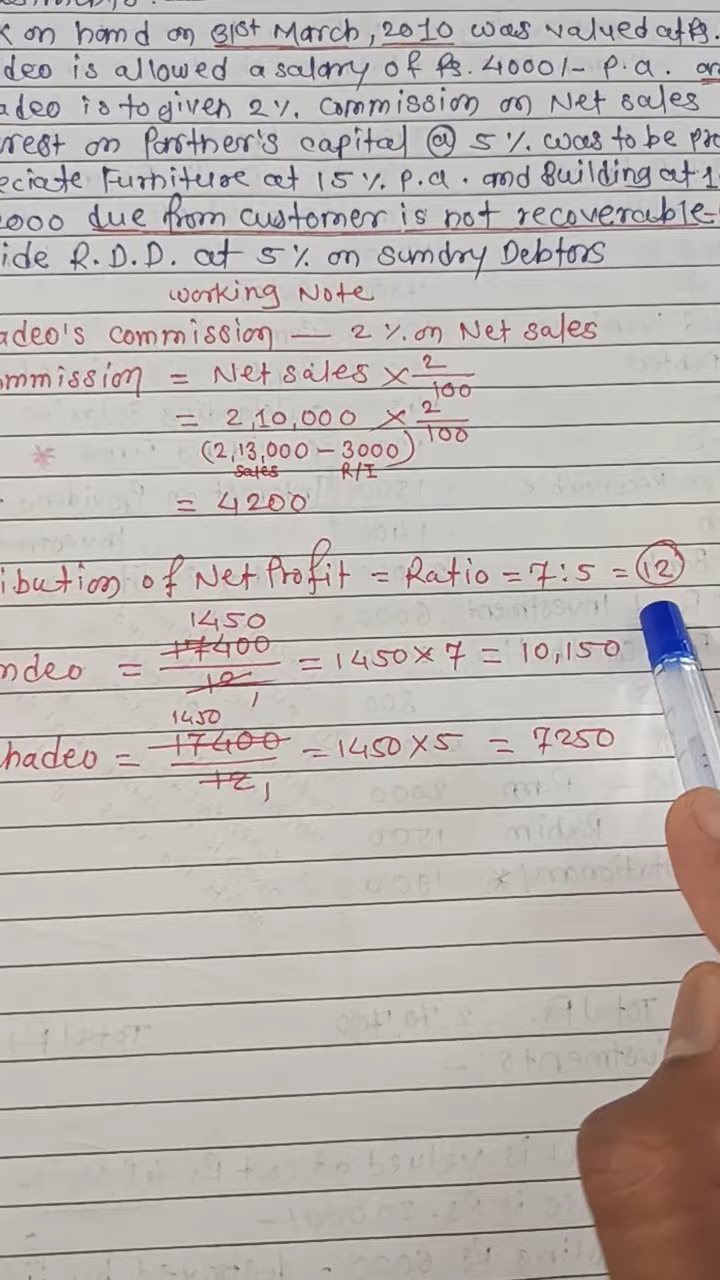 on hand on 31st March, 2010 was valued at Rs.
deo is allowed a salary of Rs. 4000/- p.a. an
adeo is to given 2% Commission on Net sales
rest on Partner's capital @ 5% was to be pro
eciate Furniture at 15% p.a. and Building at 1
000 due from customer is not recoverable-
ide R.D.D. at 5% on Sundry Debtors
Working Note
adeo's commission — 2% on Net sales
mmission = Net sales × 2/100
= 2,10,000 × 2/100
* (2,13,000 - 3000)
Sales R/I
= 4200
ibution of Net Profit = Ratio = 7:5 = 12
1450
ndeo = 17400/12 1 = 1450 × 7 = 10,150
1450
hadeo = 17400/12 1 = 1450 × 5 = 7250